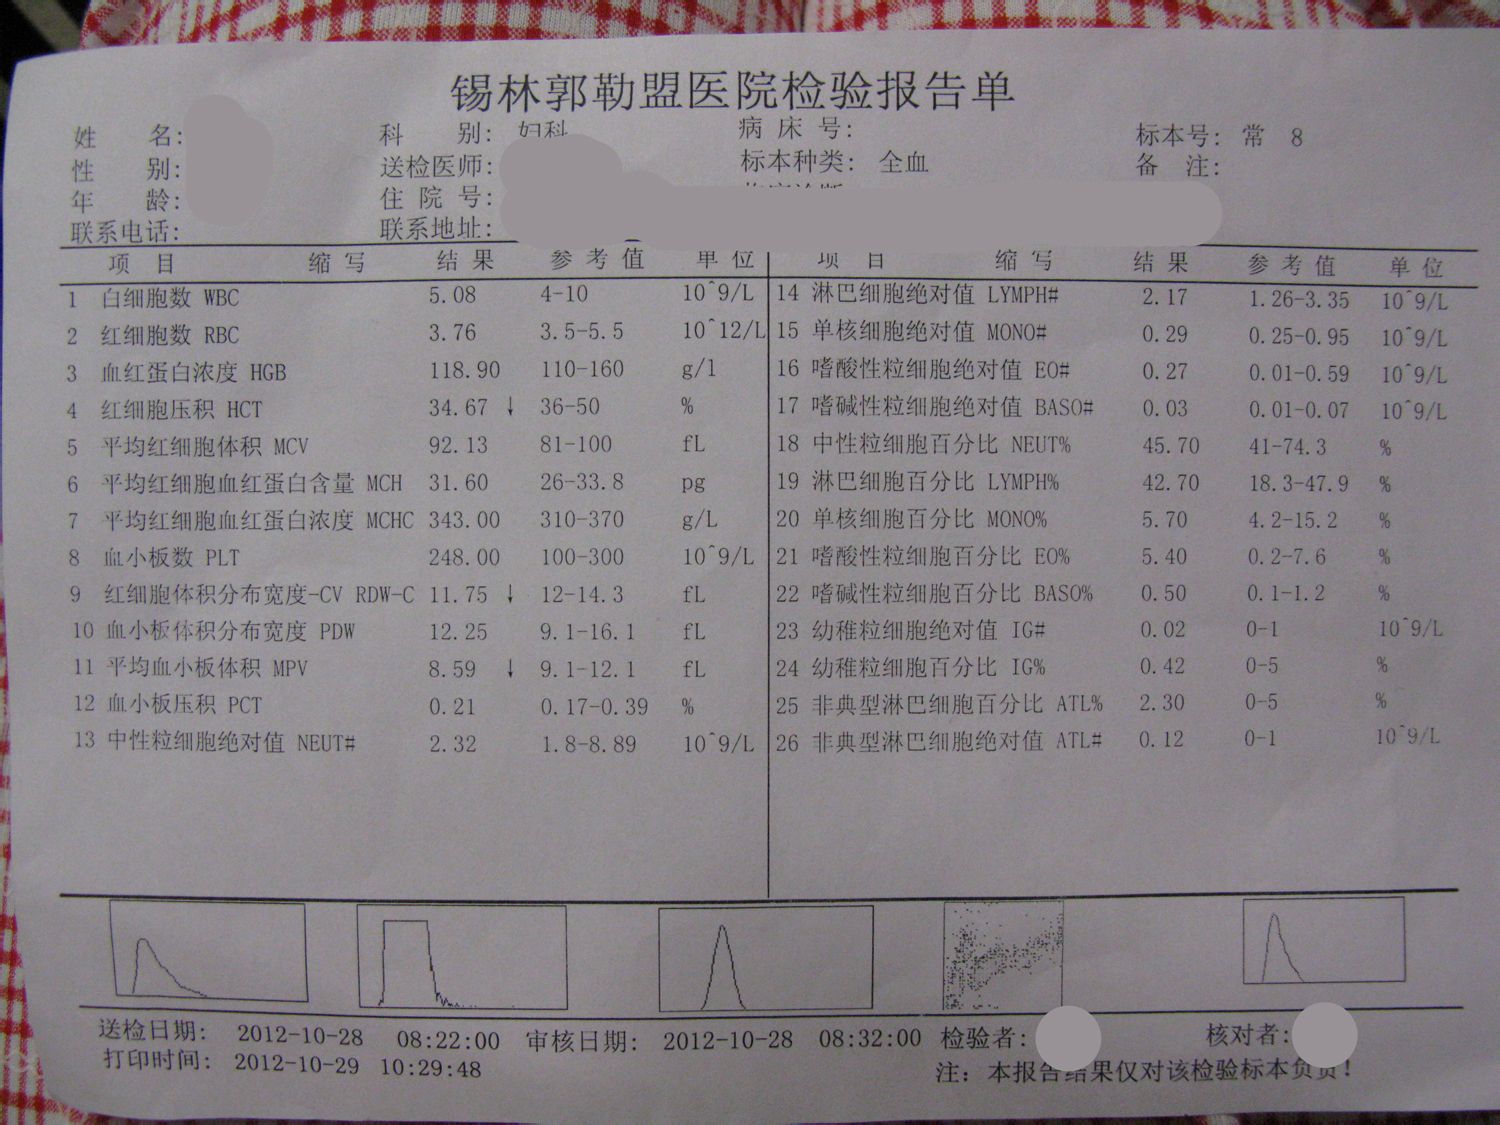 锡林郭勒盟医院检验报告单
姓 名: 科 别: 妇科 病 床 号: 标本号: 常 8
性 别: 送检医师: 标本种类: 全血 备 注:
年 龄: 住 院 号:
联系电话: 联系地址:
项 目 缩 写 结 果 参 考 值 单 位 项 目 缩 写 结 果 参 考 值 单 位
1 白细胞数 WBC 5.08 4-10 10^9/L 14 淋巴细胞绝对值 LYMPH# 2.17 1.26-3.35 10^9/L
2 红细胞数 RBC 3.76 3.5-5.5 10^12/L 15 单核细胞绝对值 MONO# 0.29 0.25-0.95 10^9/L
3 血红蛋白浓度 HGB 118.90 110-160 g/l 16 嗜酸性粒细胞绝对值 EO# 0.27 0.01-0.59 10^9/L
4 红细胞压积 HCT 34.67 ↓ 36-50 % 17 嗜碱性粒细胞绝对值 BASO# 0.03 0.01-0.07 10^9/L
5 平均红细胞体积 MCV 92.13 81-100 fL 18 中性粒细胞百分比 NEUT% 45.70 41-74.3 %
6 平均红细胞血红蛋白含量 MCH 31.60 26-33.8 pg 19 淋巴细胞百分比 LYMPH% 42.70 18.3-47.9 %
7 平均红细胞血红蛋白浓度 MCHC 343.00 310-370 g/L 20 单核细胞百分比 MONO% 5.70 4.2-15.2 %
8 血小板数 PLT 248.00 100-300 10^9/L 21 嗜酸性粒细胞百分比 EO% 5.40 0.2-7.6 %
9 红细胞体积分布宽度-CV RDW-C 11.75 ↓ 12-14.3 fL 22 嗜碱性粒细胞百分比 BASO% 0.50 0.1-1.2 %
10 血小板体积分布宽度 PDW 12.25 9.1-16.1 fL 23 幼稚粒细胞绝对值 IG# 0.02 0-1 10^9/L
11 平均血小板体积 MPV 8.59 ↓ 9.1-12.1 fL 24 幼稚粒细胞百分比 IG% 0.42 0-5 %
12 血小板压积 PCT 0.21 0.17-0.39 % 25 非典型淋巴细胞百分比 ATL% 2.30 0-5 %
13 中性粒细胞绝对值 NEUT# 2.32 1.8-8.89 10^9/L 26 非典型淋巴细胞绝对值 ATL# 0.12 0-1 10^9/L
送检日期: 2012-10-28 08:22:00 审核日期: 2012-10-28 08:32:00 检验者: 核对者:
打印时间: 2012-10-29 10:29:48 注: 本报告结果仅对该检验标本负责!